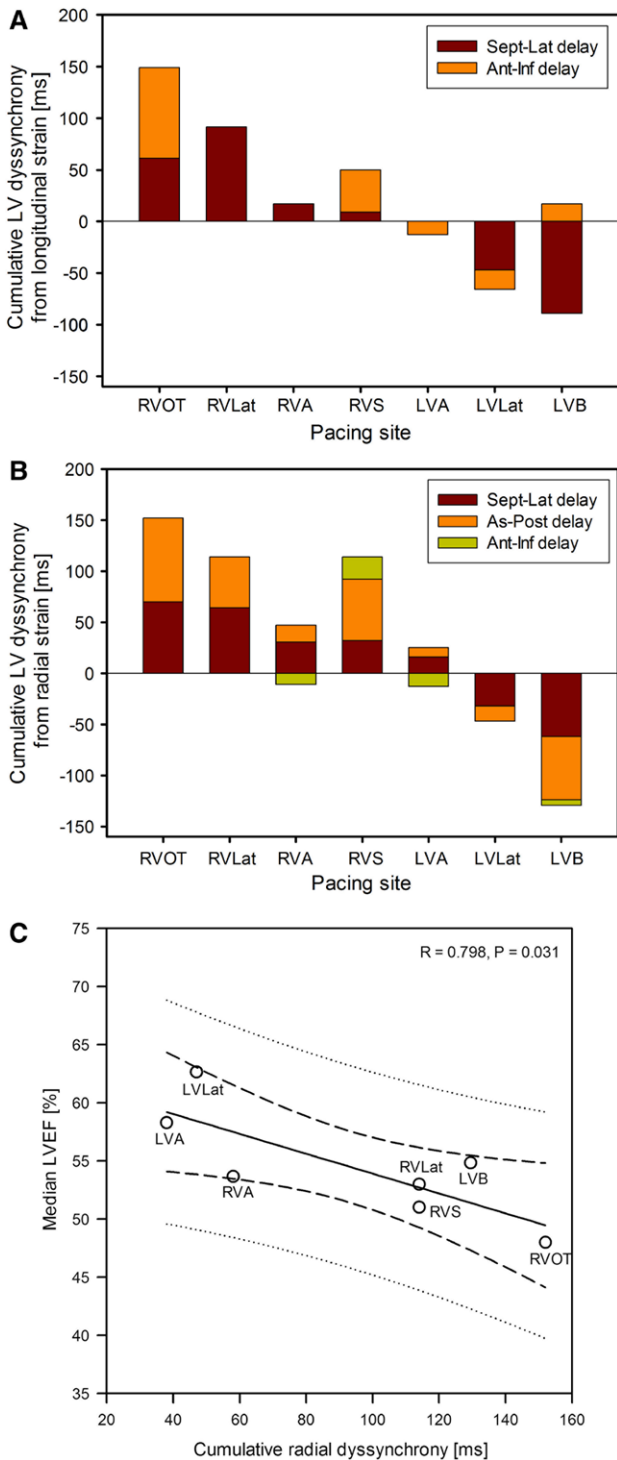 A
Cumulative LV dyssynchrony
from longitudinal strain [ms]
200
150
100
50
0
-50
-100
-150
Sept-Lat delay
Ant-Inf delay
RVOT RVLat RVA RVS LVA LVLat LVB
Pacing site
B
Cumulative LV dyssynchrony
from radial strain [ms]
200
150
100
50
0
-50
-100
-150
Sept-Lat delay
As-Post delay
Ant-Inf delay
RVOT RVLat RVA RVS LVA LVLat LVB
Pacing site
C
Median LVEF [%]
75
70
65
60
55
50
45
40
35
R = 0.798, P = 0.031
LVLat
LVA
RVA
RVLat
LVB
RVS
RVOT
20 40 60 80 100 120 140 160
Cumulative radial dyssynchrony [ms]